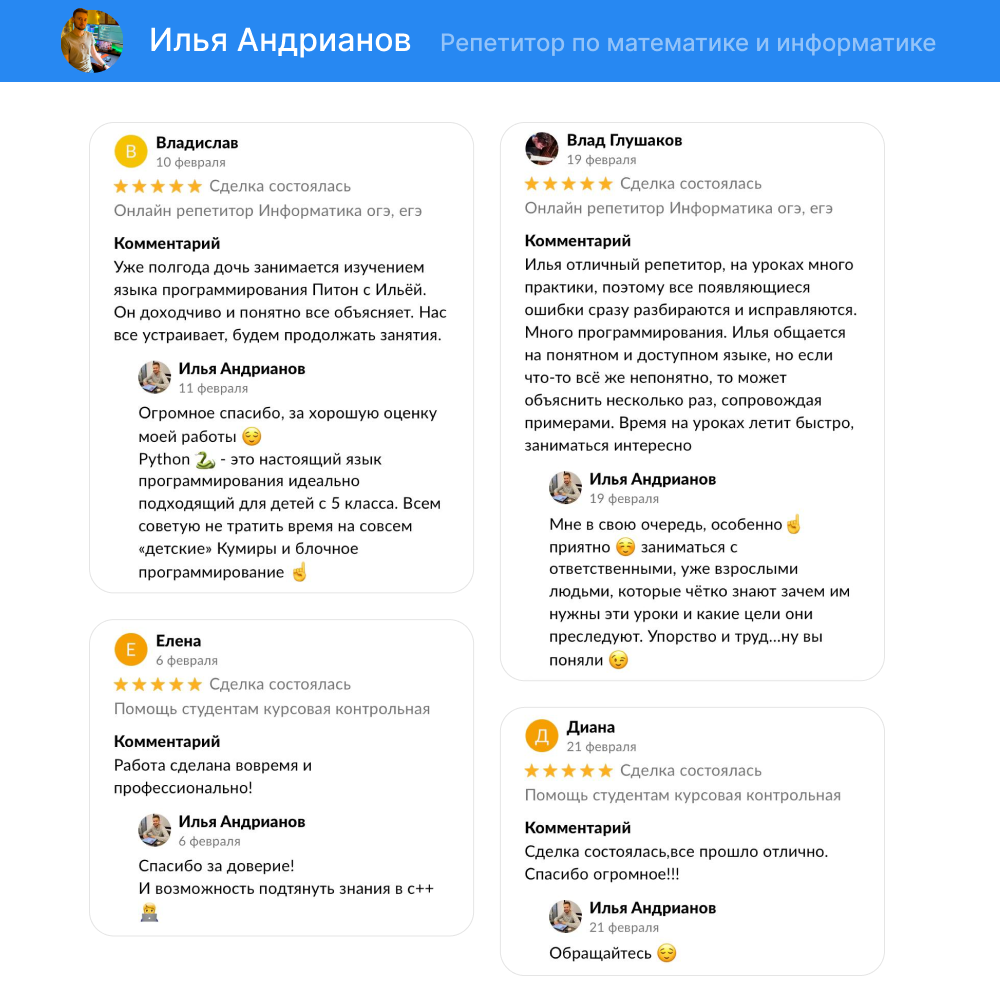 Илья Андрианов
Репетитор по математике и информатике
В
Владислав
10 февраля
Сделка состоялась
Онлайн репетитор Информатика огэ, егэ
Комментарий
Уже полгода дочь занимается изучением
языка программирования Питон с Ильёй.
Он доходчиво и понятно все объясняет. Нас
все устраивает, будем продолжать занятия.
Илья Андрианов
11 февраля
Огромное спасибо, за хорошую оценку
моей работы 😌
Python 🐍 - это настоящий язык
программирования идеально
подходящий для детей с 5 класса. Всем
советую не тратить время на совсем
«детские» Кумиры и блочное
программирование ☝️
Е
Елена
6 февраля
Сделка состоялась
Помощь студентам курсовая контрольная
Комментарий
Работа сделана вовремя и
профессионально!
Илья Андрианов
6 февраля
Спасибо за доверие!
И возможность подтянуть знания в с++
👨‍💻
Влад Глушаков
19 февраля
Сделка состоялась
Онлайн репетитор Информатика огэ, егэ
Комментарий
Илья отличный репетитор, на уроках много
практики, поэтому все появляющиеся
ошибки сразу разбираются и исправляются.
Много программирования. Илья общается
на понятном и доступном языке, но если
что-то всё же непонятно, то может
объяснить несколько раз, сопровождая
примерами. Время на уроках летит быстро,
заниматься интересно
Илья Андрианов
19 февраля
Мне в свою очередь, особенно☝️
приятно ☺️ заниматься с
ответственными, уже взрослыми
людьми, которые чётко знают зачем им
нужны эти уроки и какие цели они
преследуют. Упорство и труд...ну вы
поняли 😉
Д
Диана
21 февраля
Сделка состоялась
Помощь студентам курсовая контрольная
Комментарий
Сделка состоялась,все прошло отлично.
Спасибо огромное!!!
Илья Андрианов
21 февраля
Обращайтесь 😌